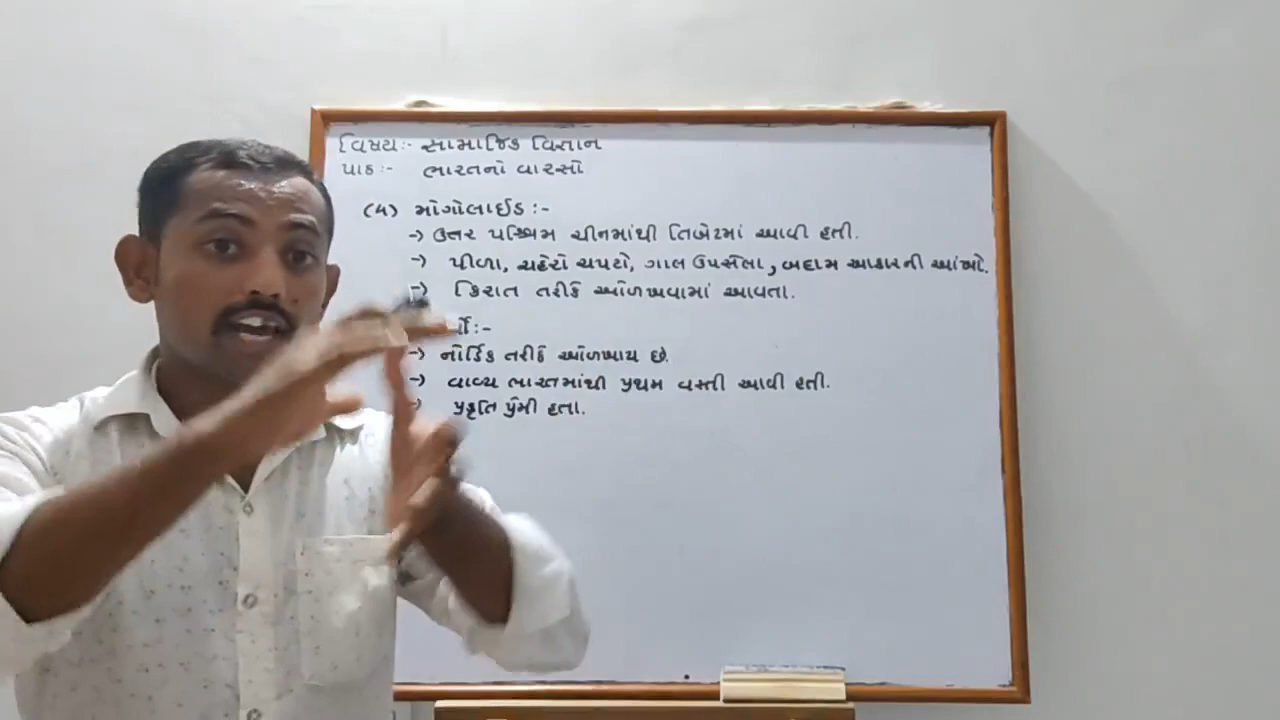 વિષય:- સામાજિક વિજ્ઞાન
પાઠ:- ભારતનો વારસો
(૫) મોંગોલાઈડ :-
→ ઉત્તર પશ્ચિમ ચીનમાંથી તિબેટમાં આવી હતી.
→ પીળા, ચહેરો ચપટો, ગાલ ઉપસેલા, બદામ આકારની આંખો.
→ કિરાત તરીકે ઓળખવામાં આવતા.
→ નોર્ડિક તરીકે ઓળખાય છે.
→ વાવ્ય ભારતમાંથી પ્રથમ વસ્તી આવી હતી.
→ પ્રકૃતિ પ્રેમી હતા.